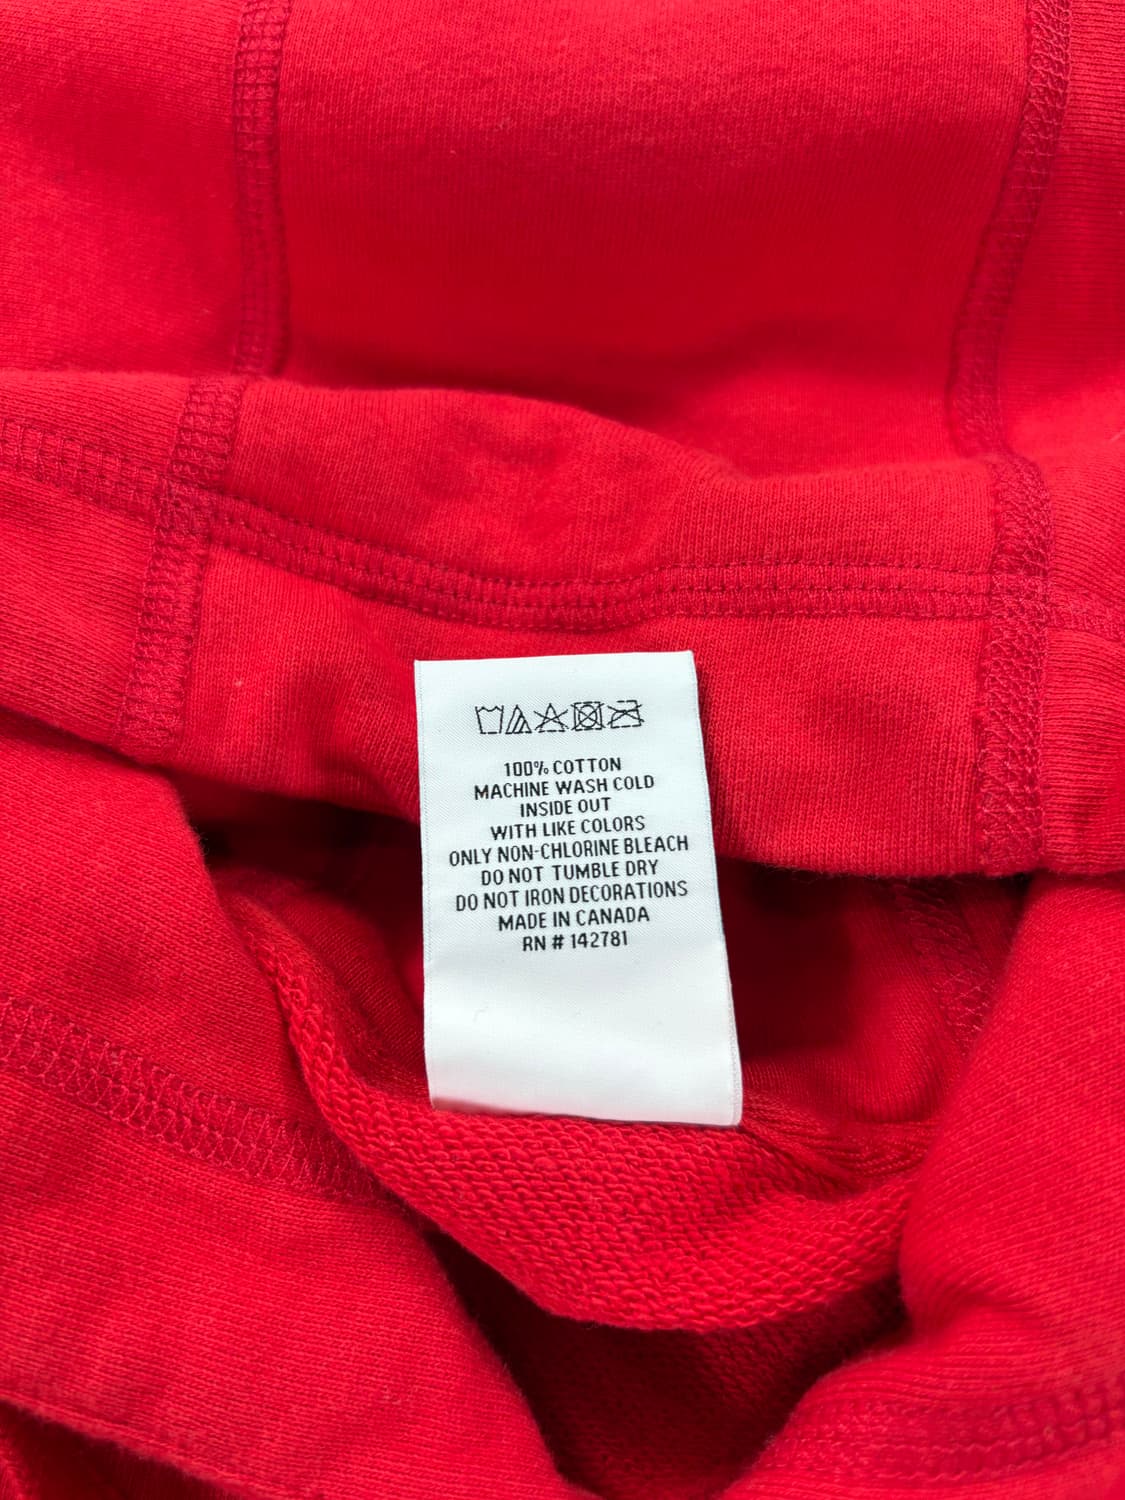 100% COTTON
MACHINE WASH COLD
INSIDE OUT
WITH LIKE COLORS
ONLY NON-CHLORINE BLEACH
DO NOT TUMBLE DRY
DO NOT IRON DECORATIONS
MADE IN CANADA
RN # 142781